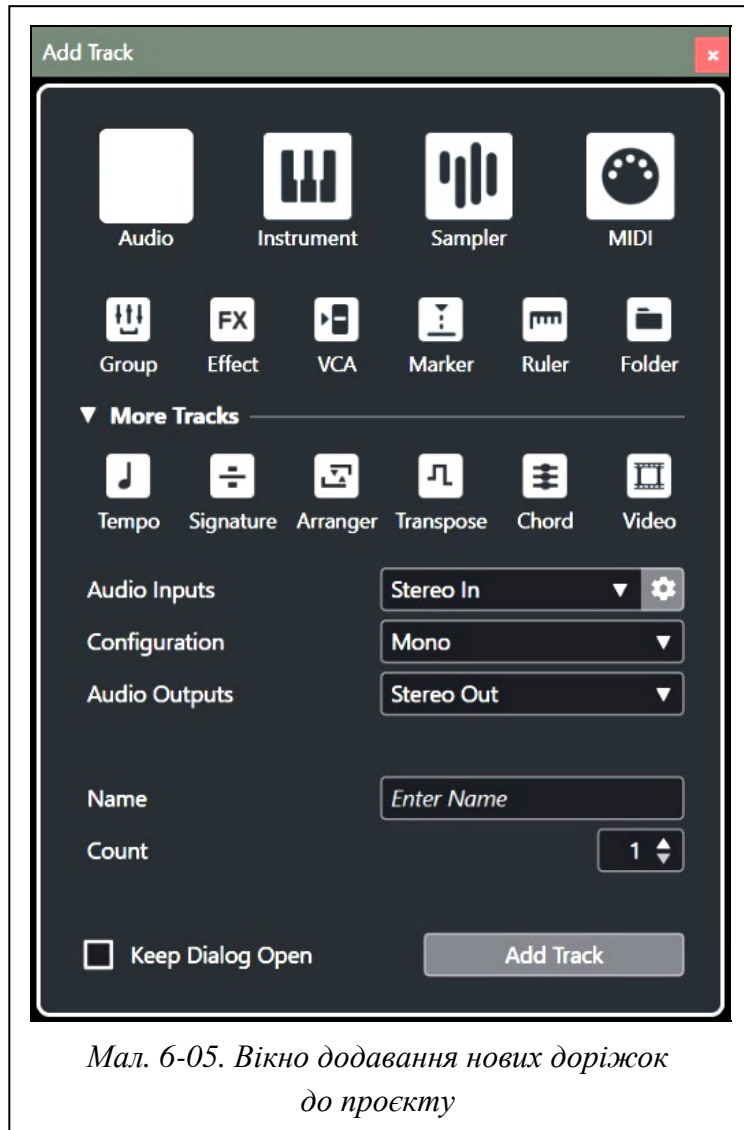 Add Track
Audio Instrument Sampler MIDI
Group FX Effect VCA Marker Ruler Folder
▼ More Tracks
Tempo Signature Arranger Transpose Chord Video
Audio Inputs Stereo In
Configuration Mono
Audio Outputs Stereo Out
Name Enter Name
Count 1
Keep Dialog Open Add Track
Мал. 6-05. Вікно додавання нових доріжок
до проєкту